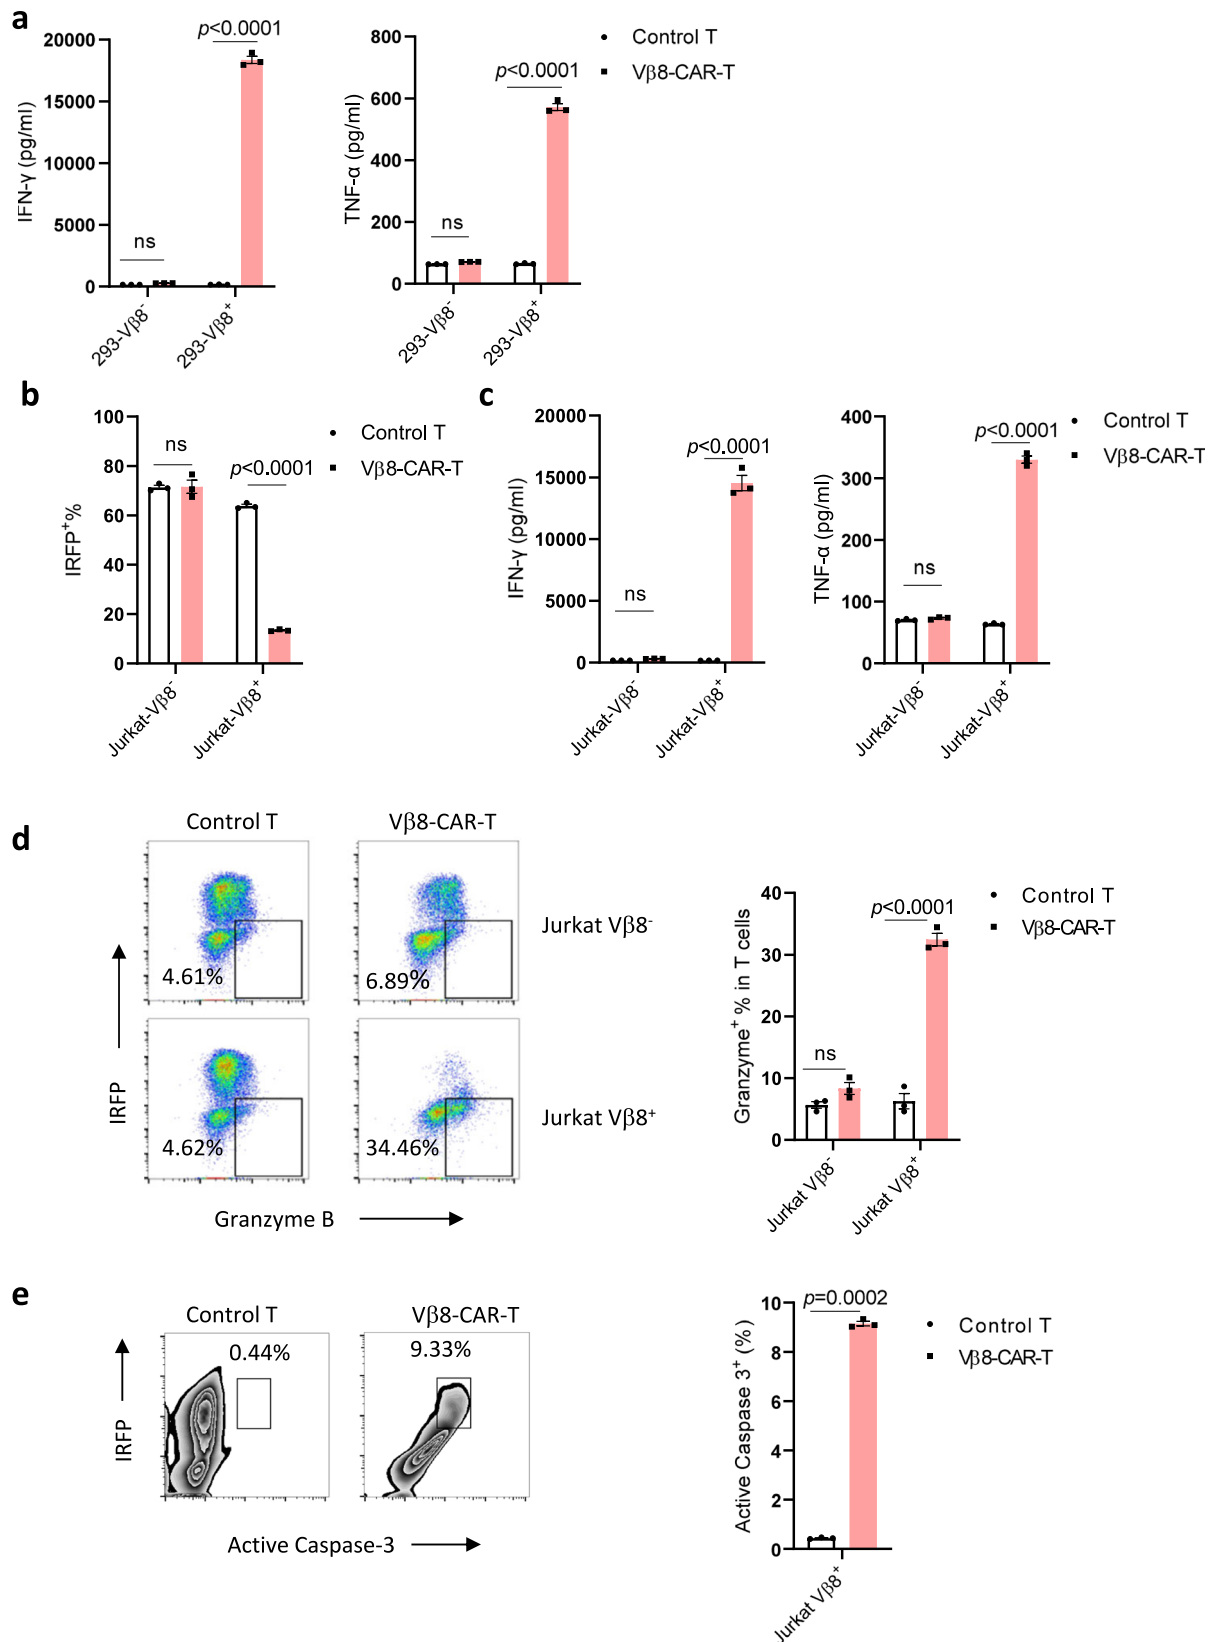 a
p<0.0001
20000
15000
10000
5000
0
IFN-γ (pg/ml)
ns
293-Vβ8-
293-Vβ8+
800
600
400
200
0
TNF-α (pg/ml)
p<0.0001
ns
293-Vβ8-
293-Vβ8+
Control T
Vβ8-CAR-T
b
100
80
60
40
20
0
IRFP+%
ns
p<0.0001
Jurkat-Vβ8-
Jurkat-Vβ8+
Control T
Vβ8-CAR-T
c
20000
15000
10000
5000
0
IFN-γ (pg/ml)
p<0.0001
ns
Jurkat-Vβ8-
Jurkat-Vβ8+
400
300
200
100
0
TNF-α (pg/ml)
p<0.0001
ns
Jurkat-Vβ8-
Jurkat-Vβ8+
Control T
Vβ8-CAR-T
d
Control T
Vβ8-CAR-T
4.61%
6.89%
Jurkat Vβ8-
4.62%
34.46%
Jurkat Vβ8+
IRFP
Granzyme B
40
30
20
10
0
Granzyme+ % in T cells
p<0.0001
ns
Jurkat Vβ8-
Jurkat Vβ8+
Control T
Vβ8-CAR-T
e
Control T
Vβ8-CAR-T
0.44%
9.33%
IRFP
Active Caspase-3
10
8
6
4
2
0
Active Caspase 3+ (%)
p=0.0002
Jurkat Vβ8+
Control T
Vβ8-CAR-T